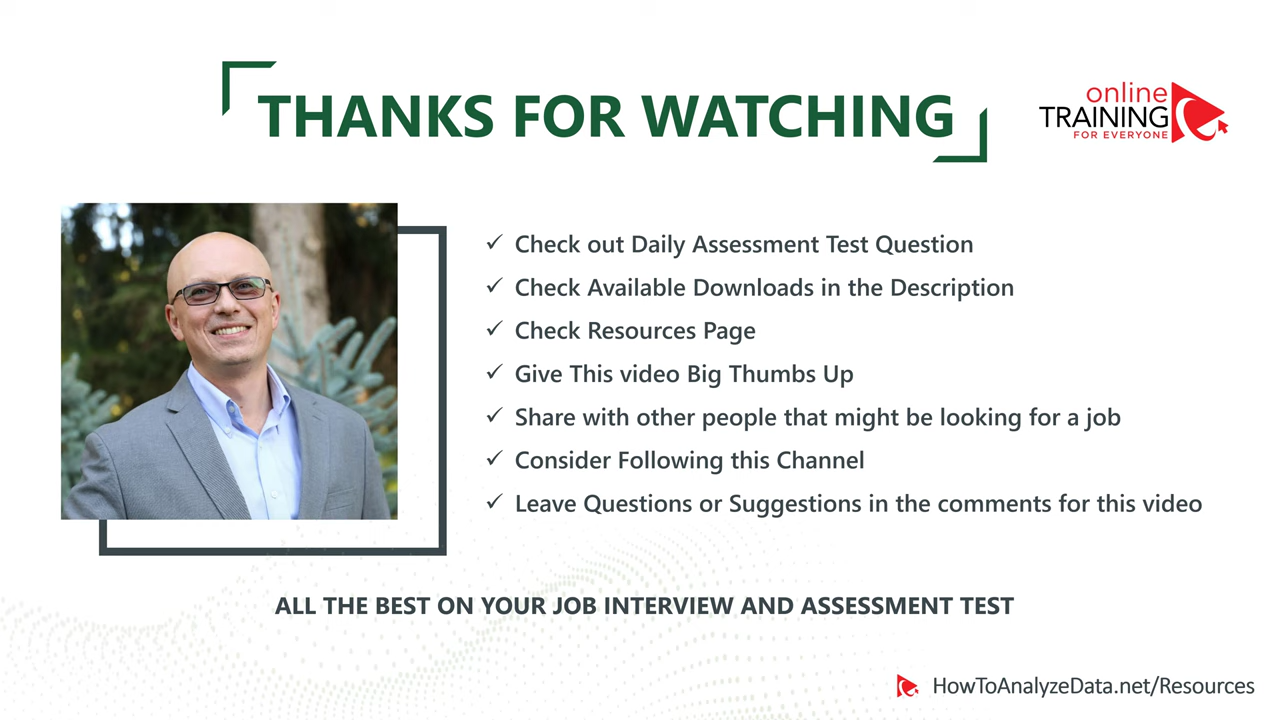 THANKS FOR WATCHING
online
TRAINING
FOR EVERYONE
✓ Check out Daily Assessment Test Question
✓ Check Available Downloads in the Description
✓ Check Resources Page
✓ Give This video Big Thumbs Up
✓ Share with other people that might be looking for a job
✓ Consider Following this Channel
✓ Leave Questions or Suggestions in the comments for this video
ALL THE BEST ON YOUR JOB INTERVIEW AND ASSESSMENT TEST
HowToAnalyzeData.net/Resources